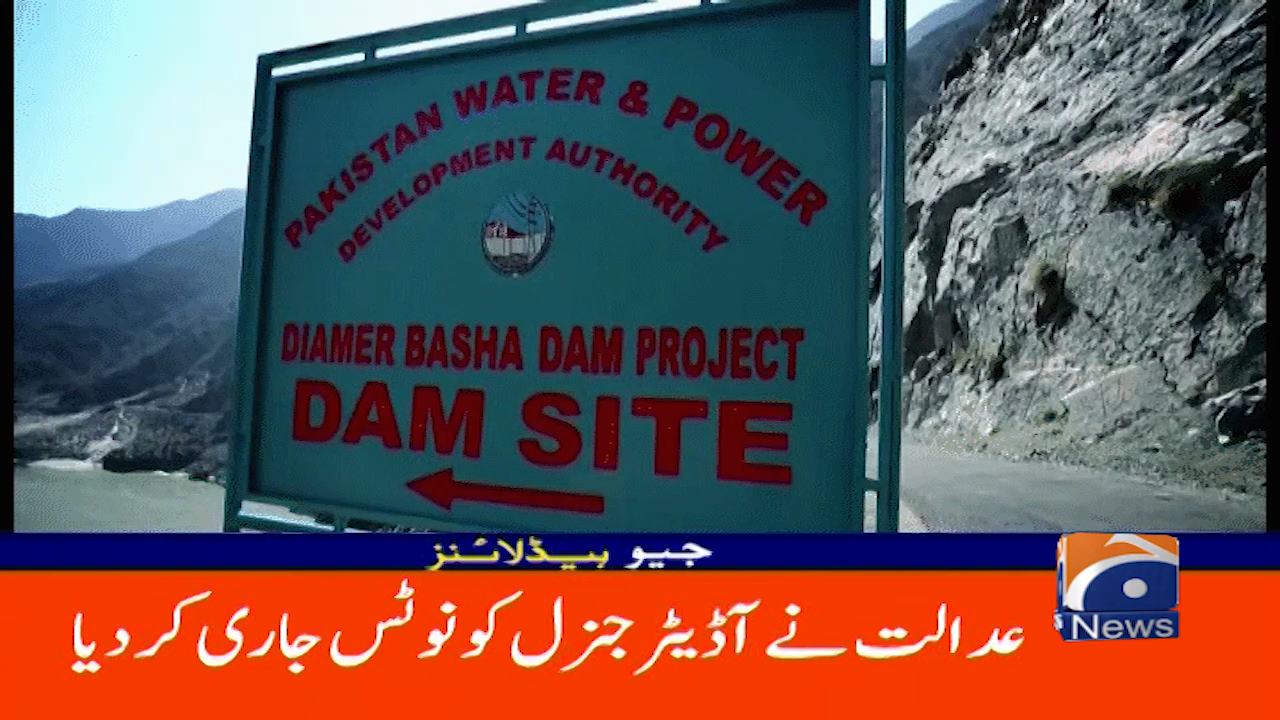 PAKISTAN WATER & POWER
DEVELOPMENT AUTHORITY
DIAMER BASHA DAM PROJECT
DAM SITE
جیو ہیڈلائنز
عدالت نے آڈیٹر جنرل کو نوٹس جاری کر دیا
News